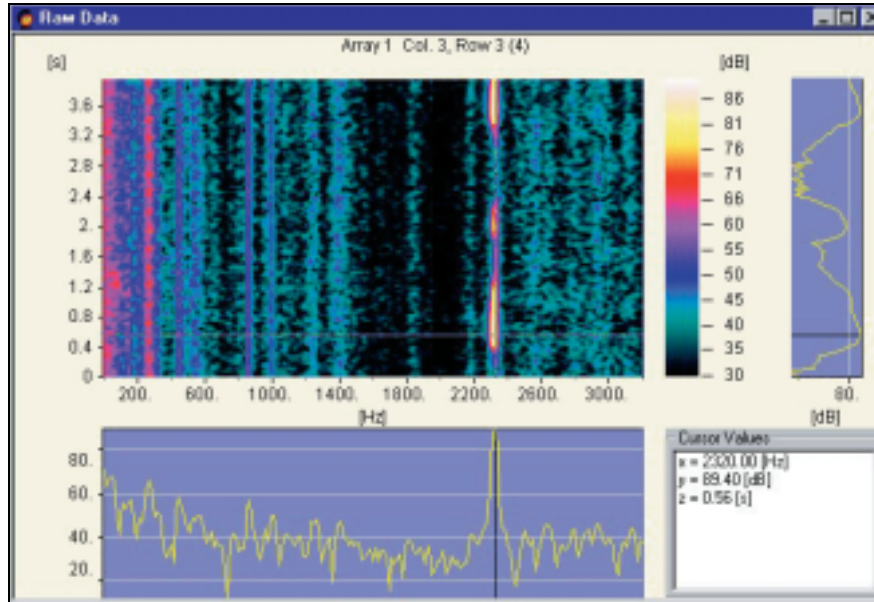 Raw Data
Array 1 Col. 3, Row 3 (4)
[s]
[dB]
3.6
3.2
2.8
2.4
2.
1.6
1.2
0.8
0.4
0
86
81
76
71
66
60
55
50
45
40
35
30
200. 600. 1000. 1400. 1800. 2200. 2600. 3000.
[Hz]
80.
[dB]
80.
60.
40.
20.
Cursor Values
x = 2320.00 [Hz]
y = 89.40 [dB]
z = 0.56 [s]